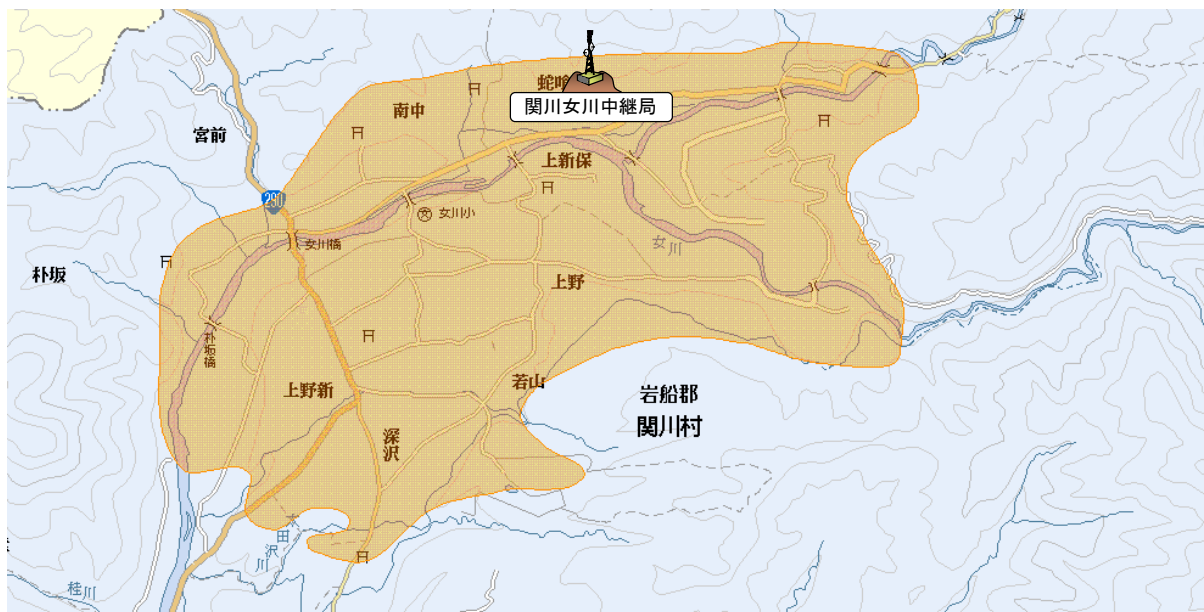 蛇喰
関川女川中継局
南中
宮前
上新保
290
女川小
女川
女川橋
朴坂
上野
朴坂橋
若山
上野新
岩船郡
関川村
深沢
太田沢川
桂川